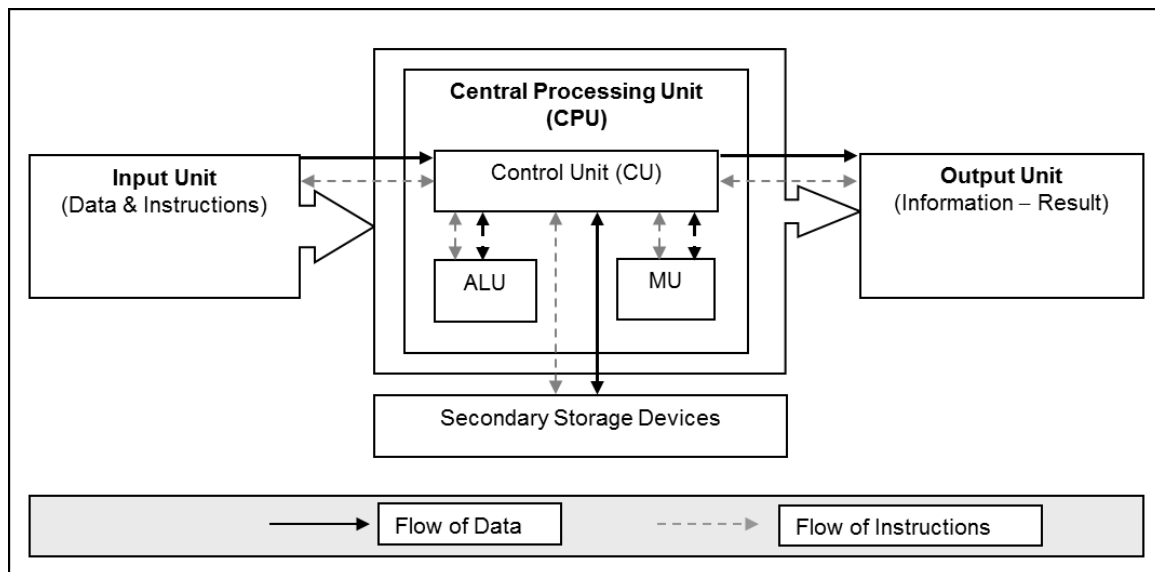 Central Processing Unit
(CPU)
Control Unit (CU)
Input Unit
(Data & Instructions)
Output Unit
(Information – Result)
ALU
MU
Secondary Storage Devices
Flow of Data
Flow of Instructions